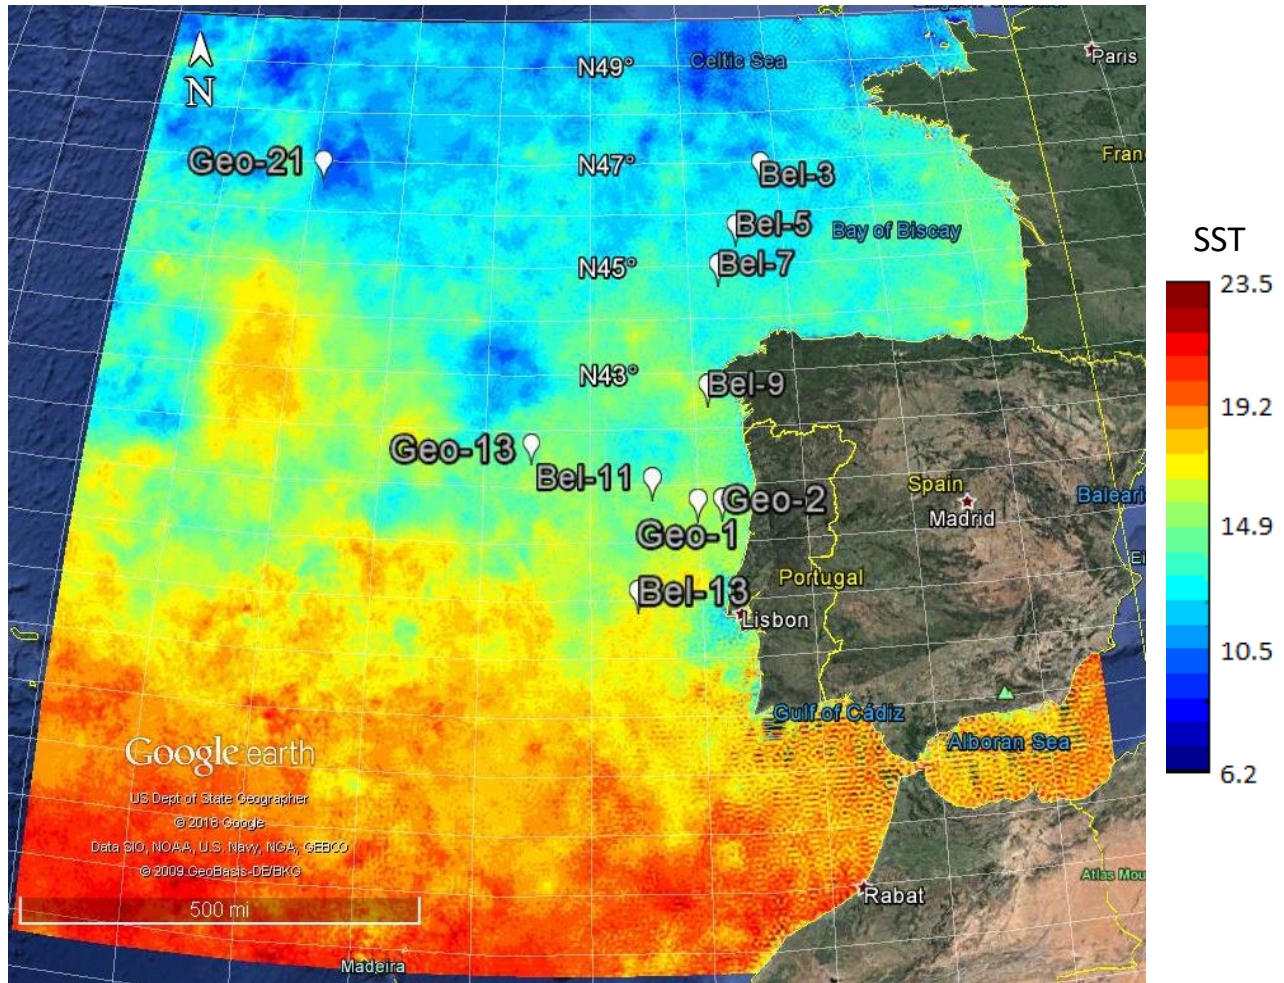 N49°
Celtic Sea
Paris
N
Geo-21
N47°
Bel-3
Fran
Bel-5
Bay of Biscay
SST
N45°
Bel-7
23.5
N43°
Bel-9
19.2
Geo-13
Bel-11
Spain
Baleari
Geo-2
Madrid
14.9
Geo-1
Ei
Portugal
Bel-13
Lisbon
10.5
Gulf of Cádiz
Alboran Sea
Google earth
6.2
US Dept of State Geographer
© 2016 Google
Data SIO, NOAA, U.S. Navy, NGA, GEBCO
© 2009 GeoBasis-DE/BKG
Atlas Mou
Rabat
500 mi
Madeira